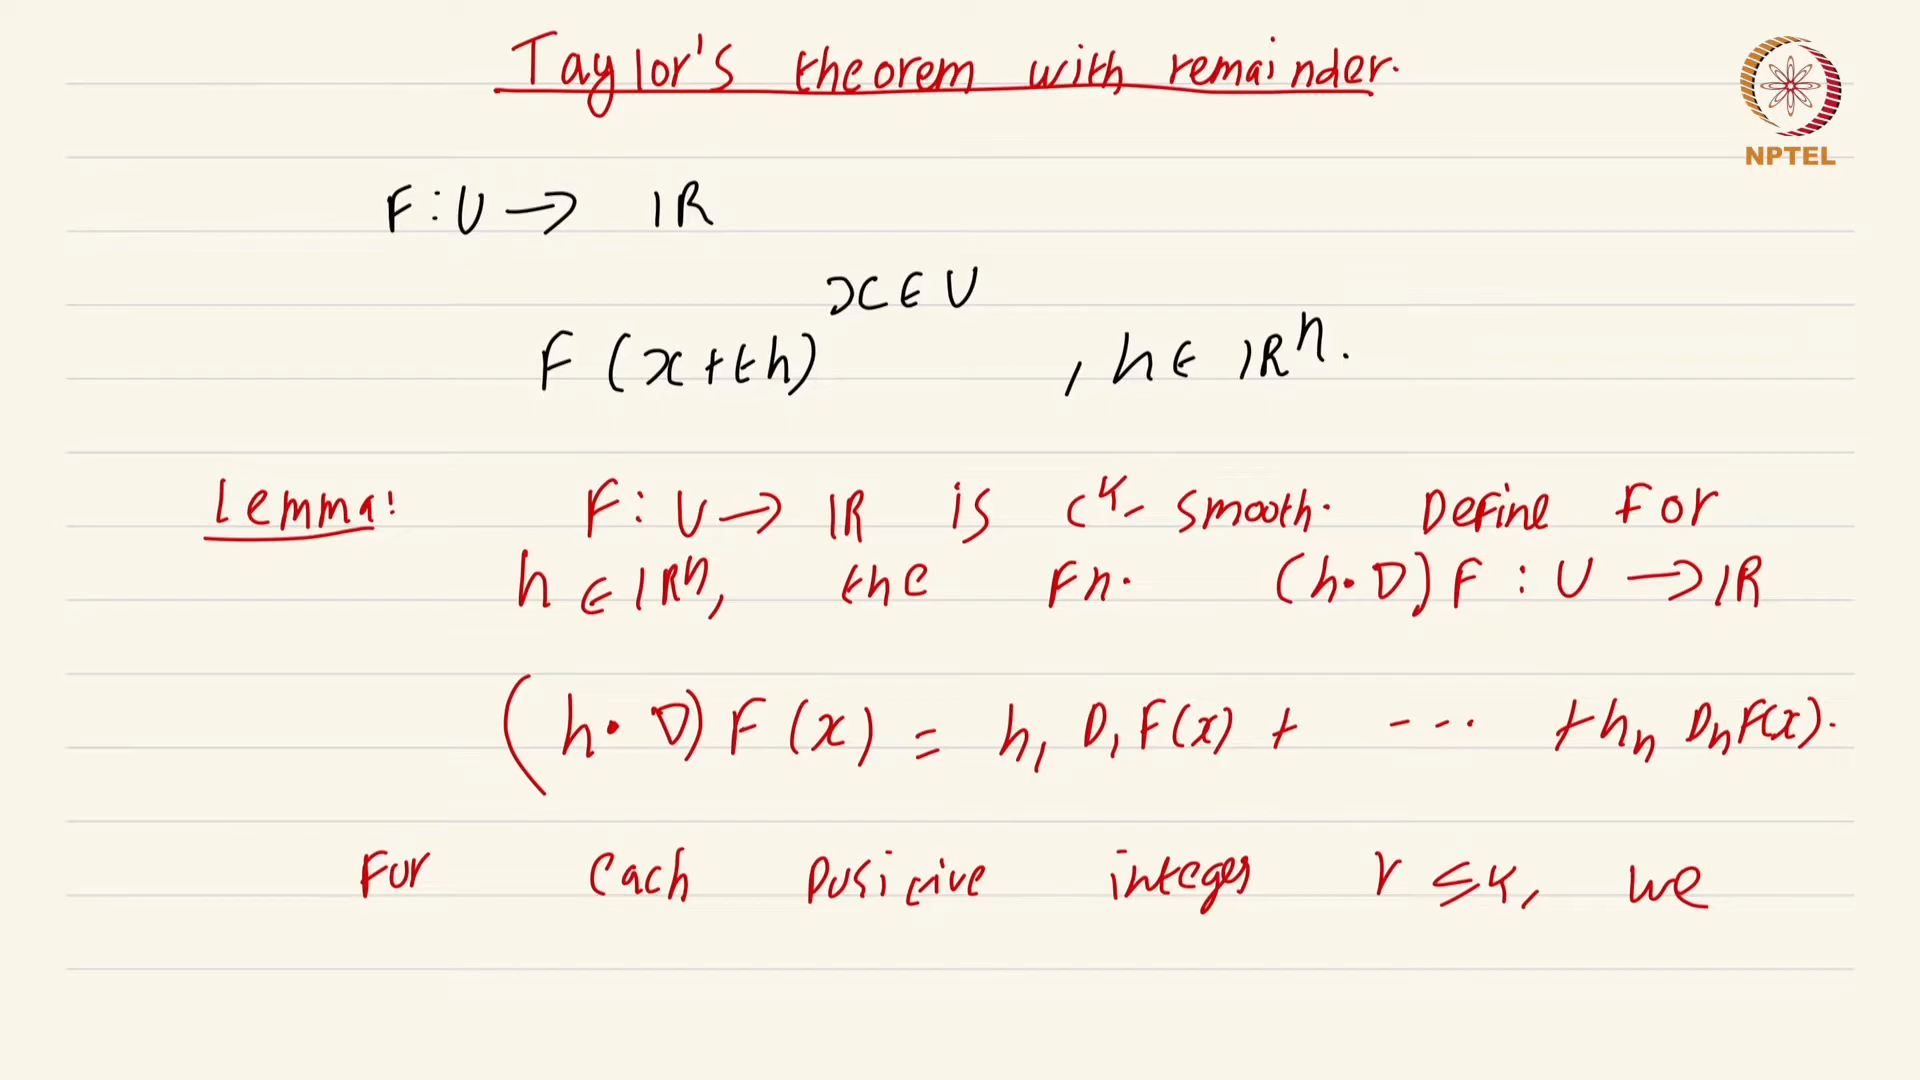 Taylor's theorem with remainder.
NPTEL
F : U → ℝ
x ∈ U
F (x + th) , h ∈ ℝⁿ.
Lemma: F : U → ℝ is Cᵏ- smooth. Define for
h ∈ ℝⁿ, the Fn. (h · ∇) F : U → ℝ
(h · ∇) F (x) = h₁ D₁ F(x) + --- + hₙ Dₙ F(x).
For each positive integer r ≤ k, we